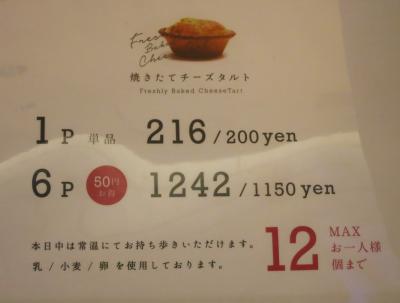 Fres
Bak
Chee
焼きたてチーズタルト
Freshly Baked CheeseTart
1P 単品 216 / 200yen
6P 50円お得 1242 / 1150yen
本日中は常温にてお持ち歩きいただけます。
乳 / 小麦 / 卵 を使用しております。
12 MAX
お一人様
個まで